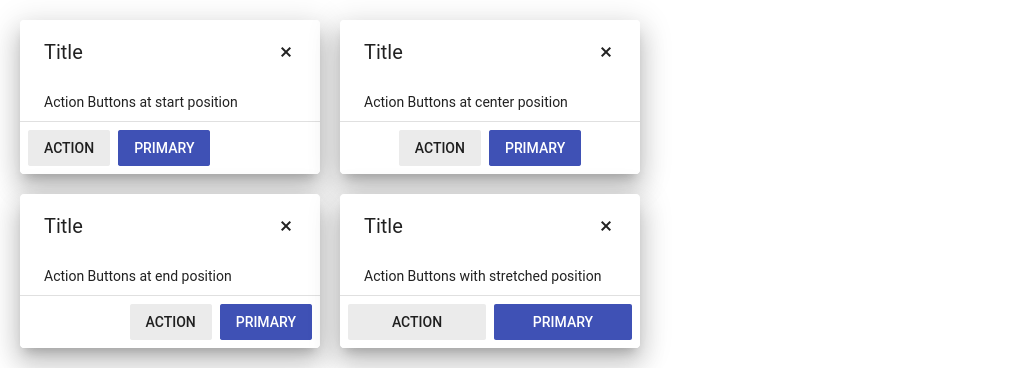 Title ✕
Action Buttons at start position
ACTION PRIMARY
Title ✕
Action Buttons at center position
ACTION PRIMARY
Title ✕
Action Buttons at end position
ACTION PRIMARY
Title ✕
Action Buttons with stretched position
ACTION PRIMARY